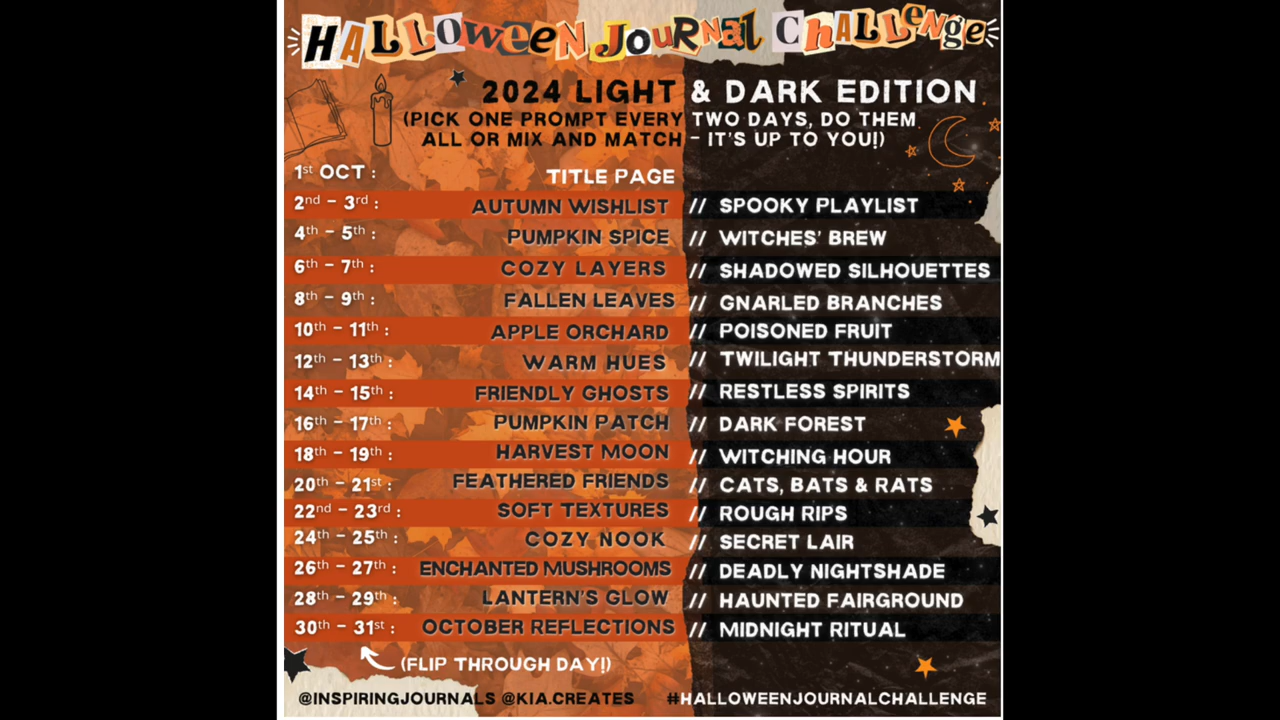 HALLOWEEN JOURNAL CHALLENGE
2024 LIGHT & DARK EDITION
(PICK ONE PROMPT EVERY TWO DAYS, DO THEM
ALL OR MIX AND MATCH – IT'S UP TO YOU!)
1st OCT : TITLE PAGE
2nd – 3rd : AUTUMN WISHLIST // SPOOKY PLAYLIST
4th – 5th : PUMPKIN SPICE // WITCHES' BREW
6th – 7th : COZY LAYERS // SHADOWED SILHOUETTES
8th – 9th : FALLEN LEAVES // GNARLED BRANCHES
10th – 11th : APPLE ORCHARD // POISONED FRUIT
12th – 13th : WARM HUES // TWILIGHT THUNDERSTORM
14th – 15th : FRIENDLY GHOSTS // RESTLESS SPIRITS
16th – 17th : PUMPKIN PATCH // DARK FOREST
18th – 19th : HARVEST MOON // WITCHING HOUR
20th – 21st : FEATHERED FRIENDS // CATS, BATS & RATS
22nd – 23rd : SOFT TEXTURES // ROUGH RIPS
24th – 25th : COZY NOOK // SECRET LAIR
26th – 27th : ENCHANTED MUSHROOMS // DEADLY NIGHTSHADE
28th – 29th : LANTERN'S GLOW // HAUNTED FAIRGROUND
30th – 31st : OCTOBER REFLECTIONS // MIDNIGHT RITUAL
(FLIP THROUGH DAY!)
@INSPIRINGJOURNALS @KIA.CREATES #HALLOWEENJOURNALCHALLENGE